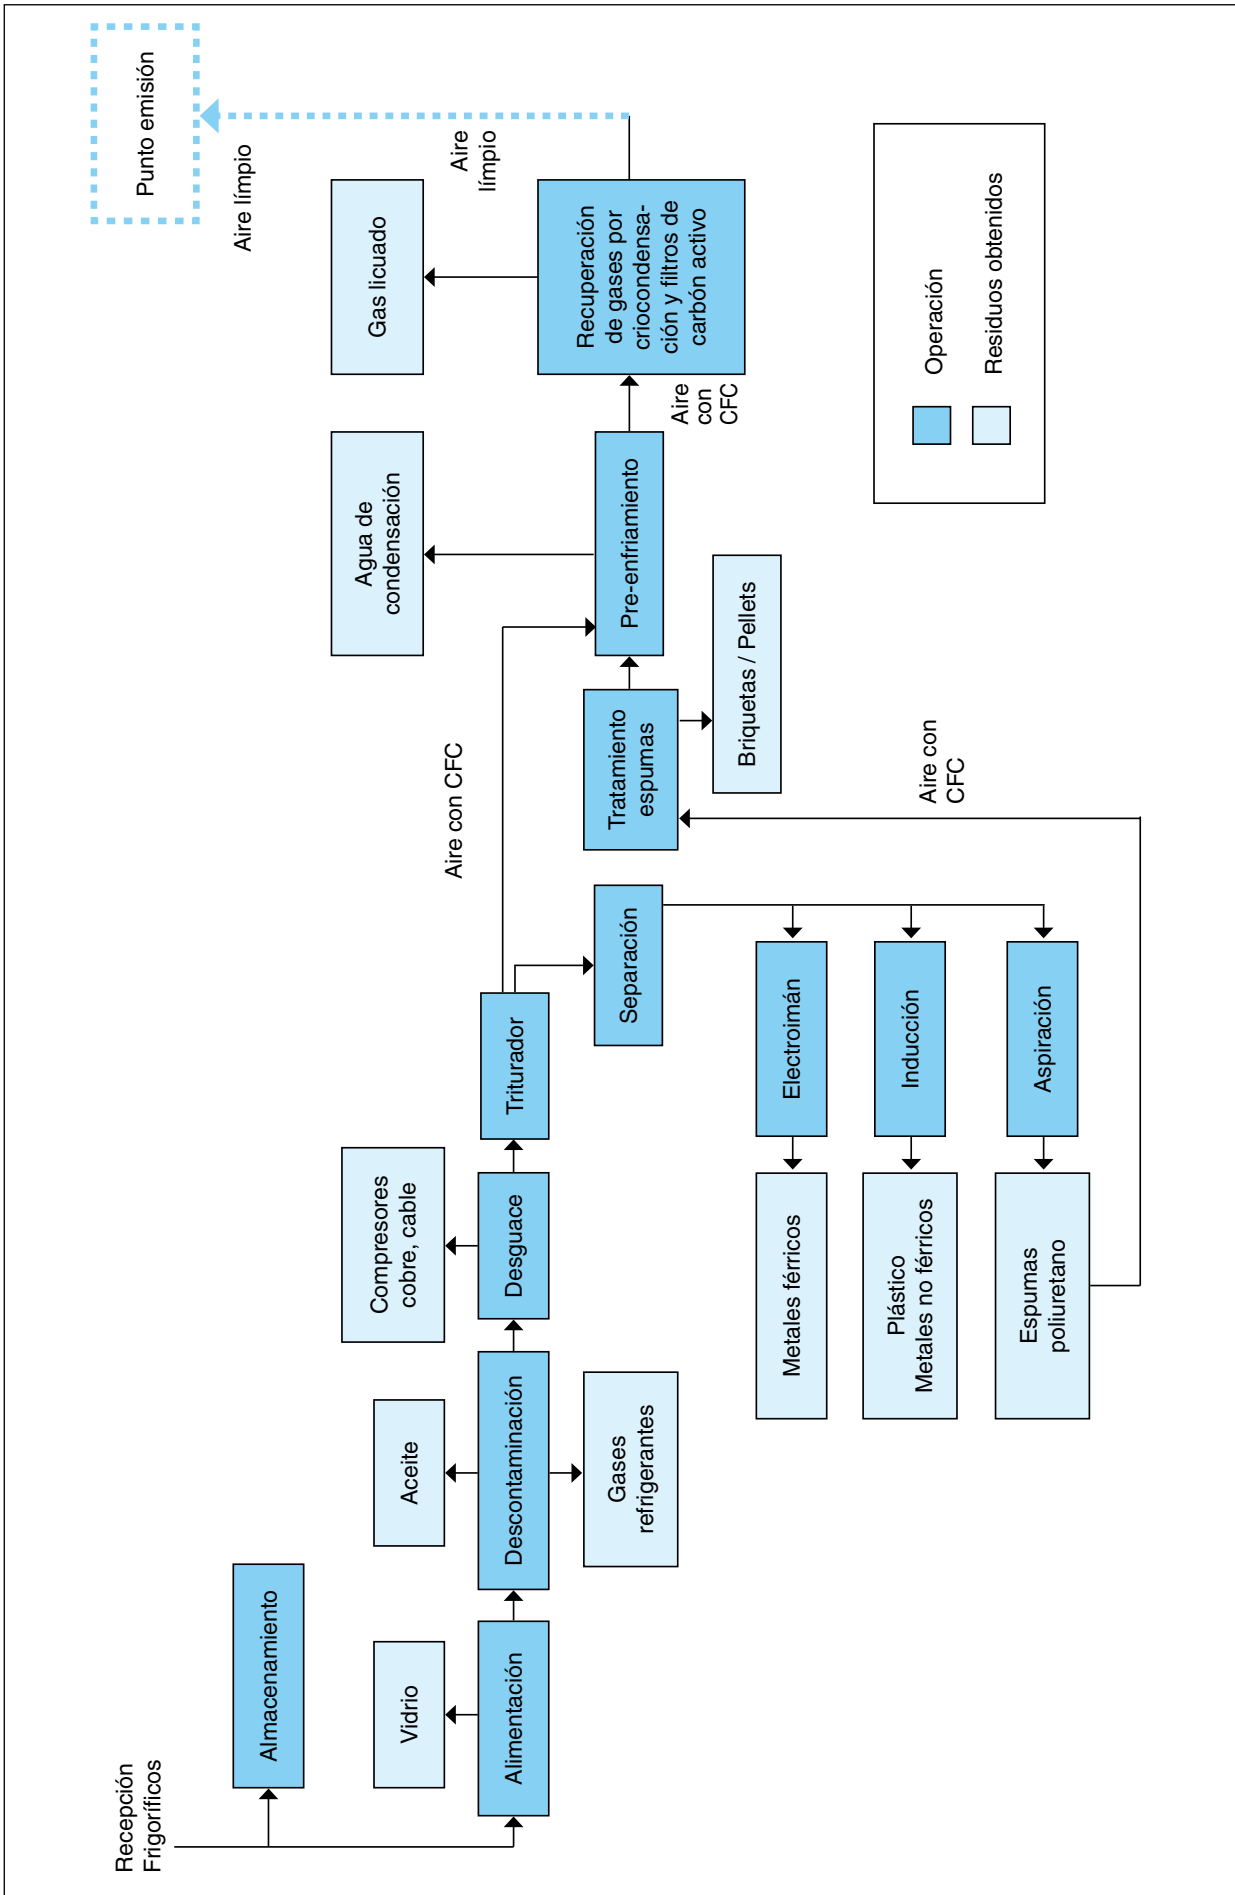 Recepción
Frigoríficos
Almacenamiento
Vidrio
Alimentación
Aceite
Descontaminación
Gases
refrigerantes
Compresores
cobre, cable
Desguace
Triturador
Aire con CFC
Separación
Electroimán
Metales férricos
Inducción
Plástico
Metales no férricos
Aspiración
Espumas
poliuretano
Aire con
CFC
Tratamiento
espumas
Briquetas / Pellets
Pre-enfriamiento
Agua de
condensación
Aire
con
CFC
Recuperación
de gases por
criocondensa-
ción y filtros de
carbón activo
Gas licuado
Aire
límpio
Aire límpio
Punto emisión
Operación
Residuos obtenidos